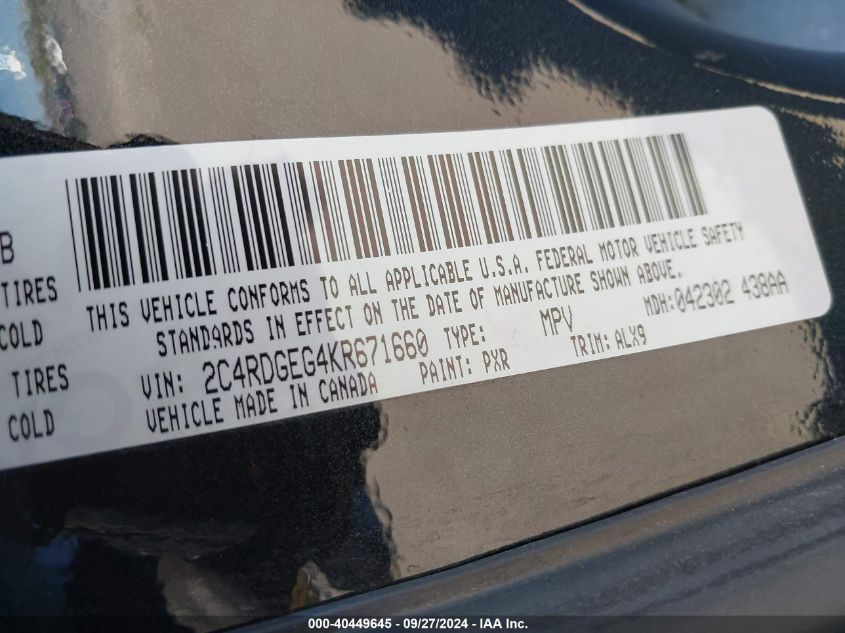 B
TIRES
COLD
TIRES
COLD
THIS VEHICLE CONFORMS TO ALL APPLICABLE U.S.A. FEDERAL MOTOR VEHICLE SAFETY
STANDARDS IN EFFECT ON THE DATE OF MANUFACTURE SHOWN ABOVE.
VIN: 2C4RDGEG4KR671660 TYPE: MPV MDH:042302 438AA
VEHICLE MADE IN CANADA PAINT: PXR TRIM: ALX9
000-40449645 - 09/27/2024 - IAA Inc.